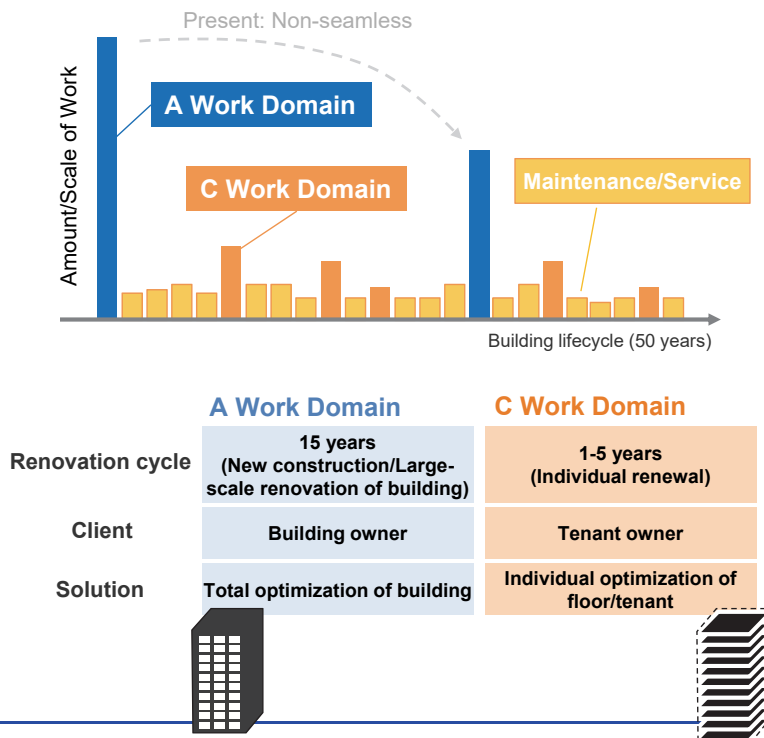 Present: Non-seamless
Amount/Scale of Work
A Work Domain
C Work Domain
Maintenance/Service
Building lifecycle (50 years)
A Work Domain
C Work Domain
Renovation cycle
15 years
(New construction/Large-
scale renovation of building)
1-5 years
(Individual renewal)
Client
Building owner
Tenant owner
Solution
Total optimization of building
Individual optimization of
floor/tenant